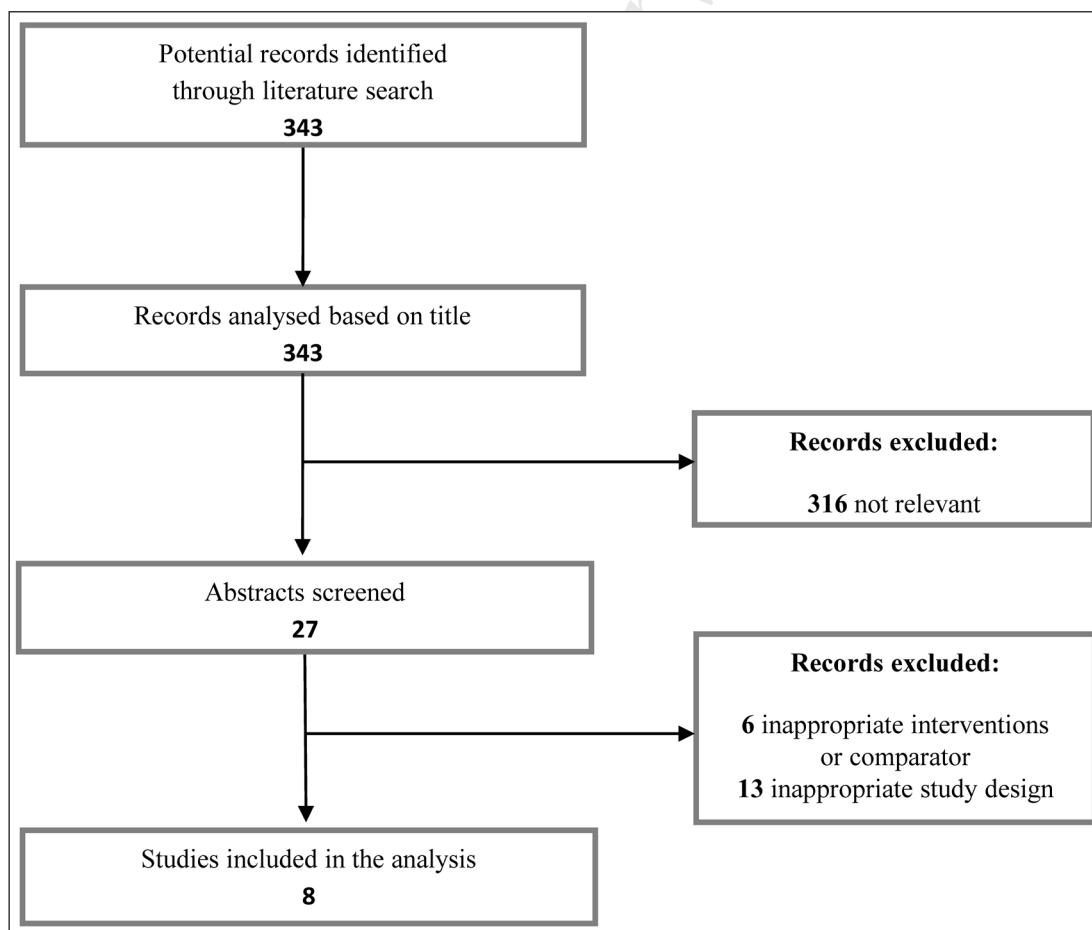 Potential records identified
through literature search
343
Records analysed based on title
343
Records excluded:
316 not relevant
Abstracts screened
27
Records excluded:
6 inappropriate interventions
or comparator
13 inappropriate study design
Studies included in the analysis
8